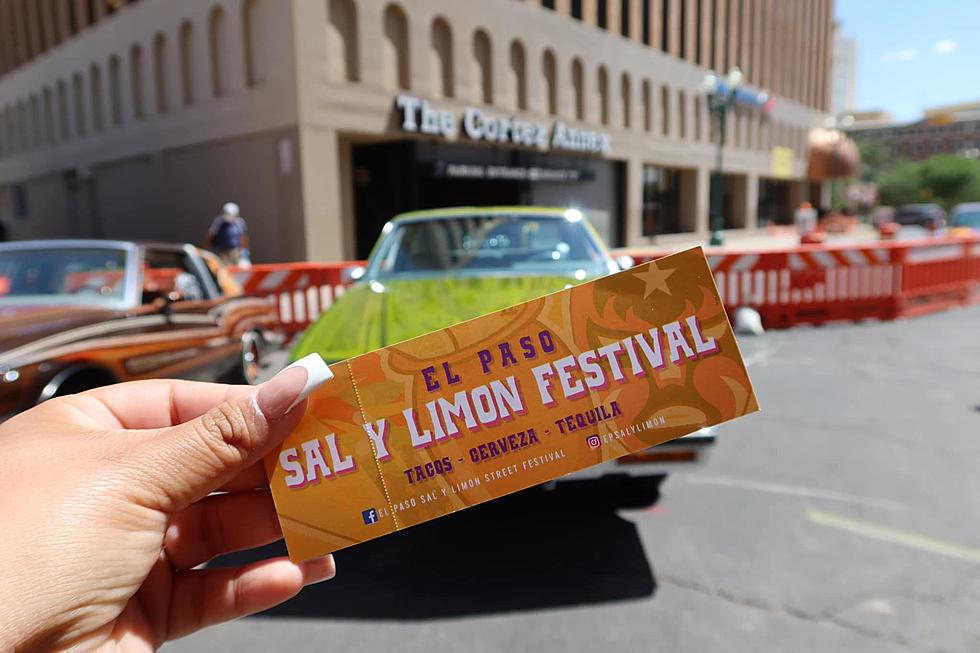 The Cortez Annex
EL PASO
SAL Y LIMON FESTIVAL
TACOS - CERVEZA - TEQUILA
EL PASO SAL Y LIMON STREET FESTIVAL
EPSALYLIMON